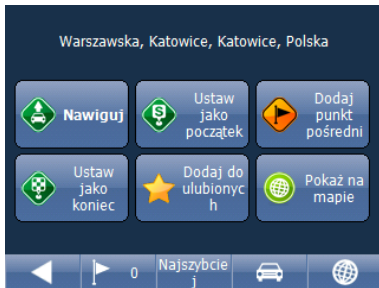 Warszawska, Katowice, Katowice, Polska
Nawiguj
Ustaw
jako
początek
Dodaj
punkt
pośredni
Ustaw
jako
koniec
Dodaj do
ulubionyc
h
Pokaż na
mapie
0
Najszybcie
j